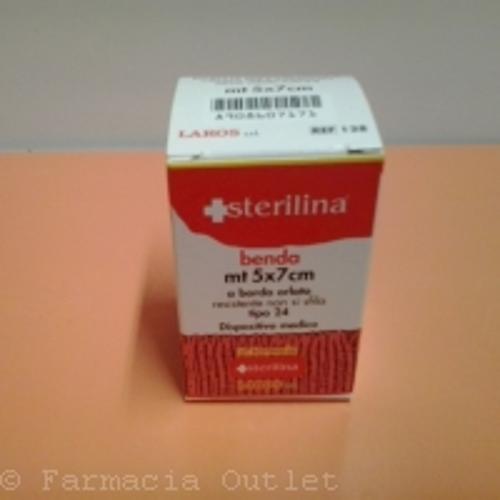 mt 5x7cm
LAROS s.r.l.
REF 128
sterilina
benda
mt 5x7cm
a bordo orlato
resistente non si sfila
tipo 24
Dispositivo medico
sterilina
© Farmacia Outlet